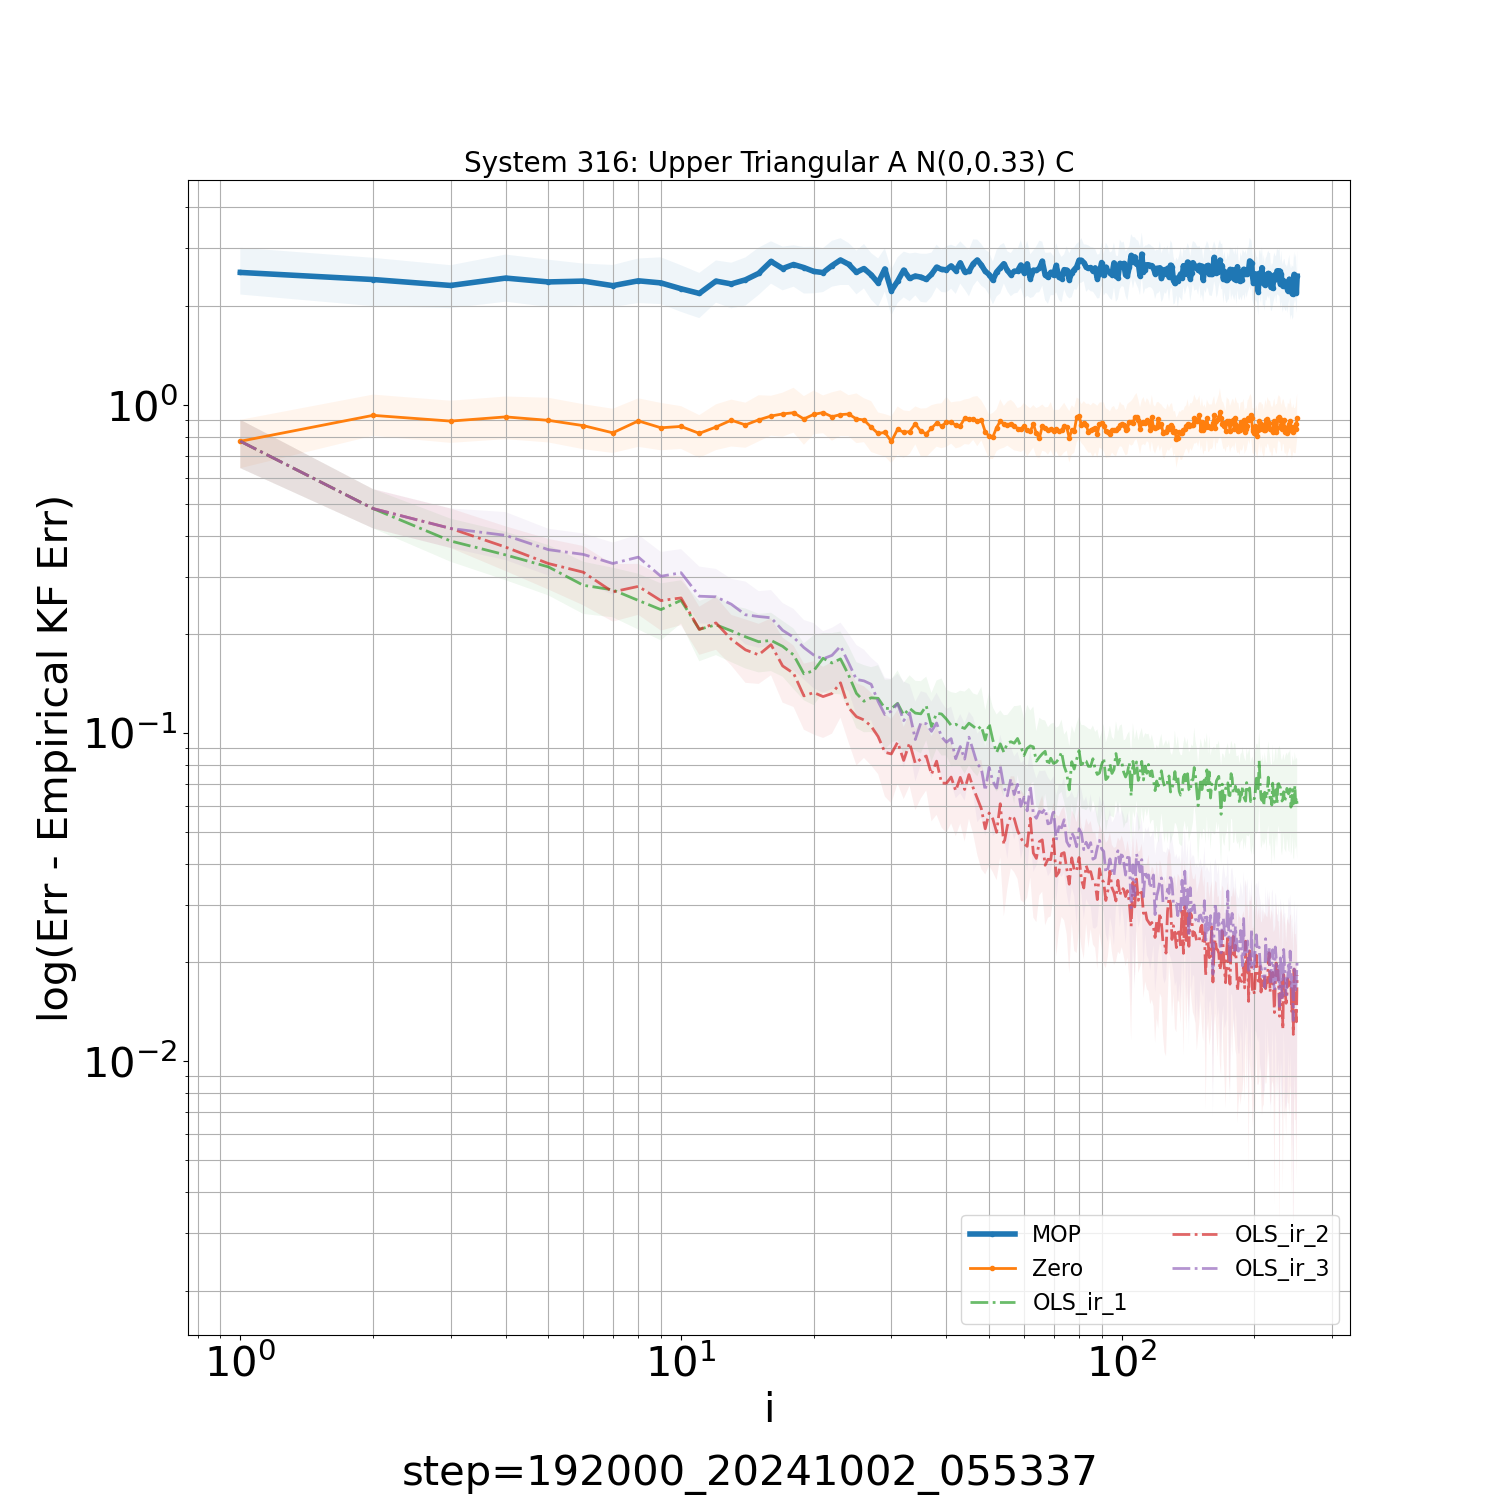 System 316: Upper Triangular A N(0,0.33) C
log(Err - Empirical KF Err)
10⁰
10⁻¹
10⁻²
MOP
Zero
OLS_ir_1
OLS_ir_2
OLS_ir_3
10⁰ 10¹ 10²
i
step=192000_20241002_055337